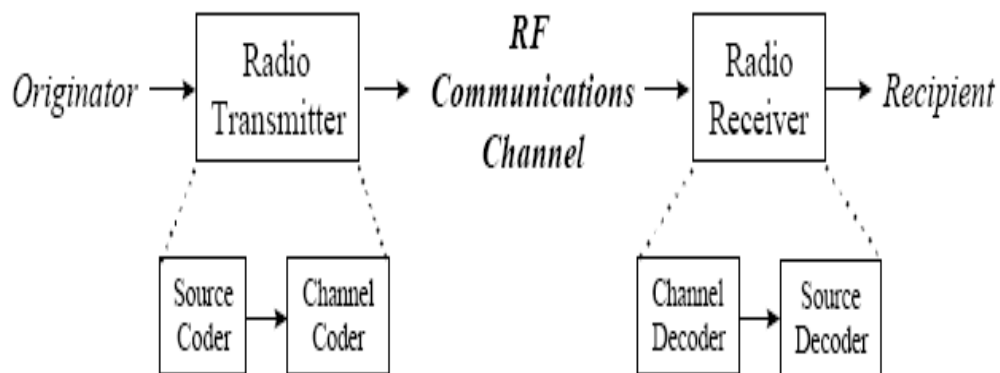 Originator
Radio
Transmitter
RF
Communications
Channel
Radio
Receiver
Recipient
Source
Coder
Channel
Coder
Channel
Decoder
Source
Decoder